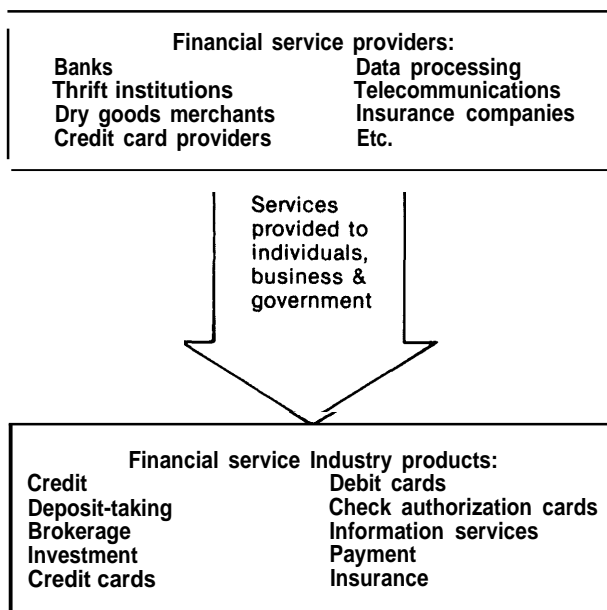 Financial service providers:
Banks
Thrift institutions
Dry goods merchants
Credit card providers
Data processing
Telecommunications
Insurance companies
Etc.
Services
provided to
individuals,
business &
government
Financial service Industry products:
Credit
Deposit-taking
Brokerage
Investment
Credit cards
Debit cards
Check authorization cards
Information services
Payment
Insurance